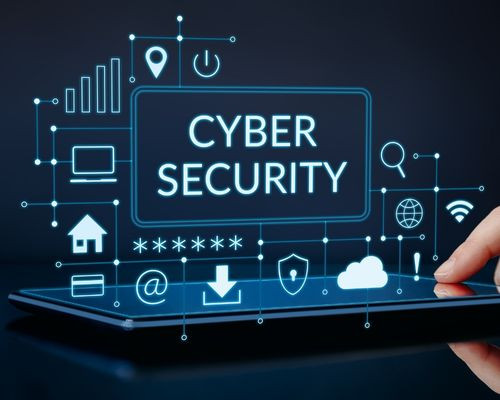 CYBER
SECURITY
******
@
!